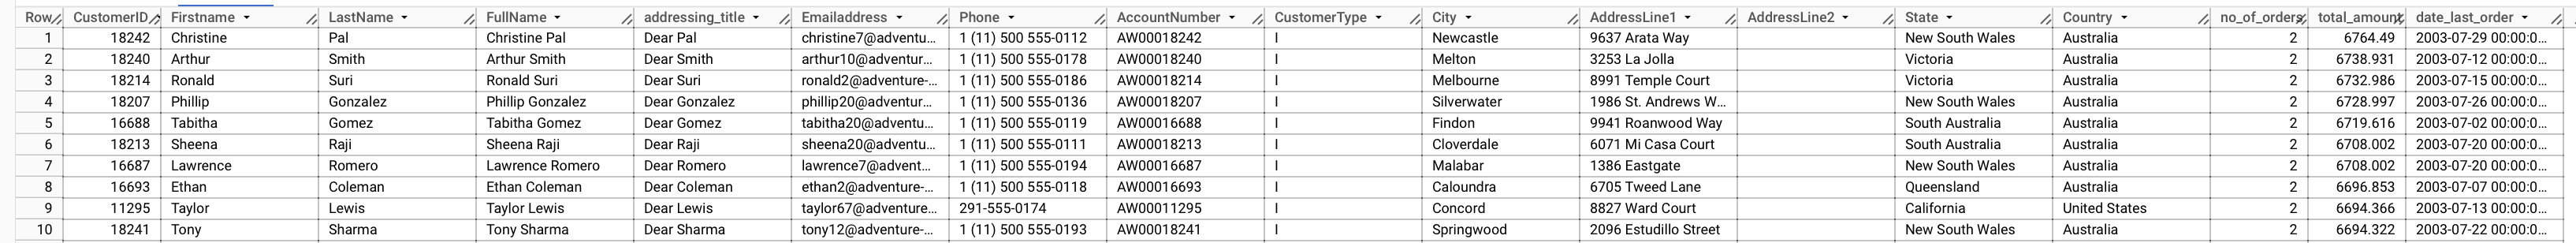 Row CustomerID Firstname LastName FullName addressing_title Emailaddress Phone AccountNumber CustomerType City AddressLine1 AddressLine2 State Country no_of_orders total_amount date_last_order
1 18242 Christine Pal Christine Pal Dear Pal christine7@adventu... 1 (11) 500 555-0112 AW00018242 I Newcastle 9637 Arata Way New South Wales Australia 2 6764.49 2003-07-29 00:00:0...
2 18240 Arthur Smith Arthur Smith Dear Smith arthur10@adventur... 1 (11) 500 555-0178 AW00018240 I Melton 3253 La Jolla Victoria Australia 2 6738.931 2003-07-12 00:00:0...
3 18214 Ronald Suri Ronald Suri Dear Suri ronald2@adventure-... 1 (11) 500 555-0186 AW00018214 I Melbourne 8991 Temple Court Victoria Australia 2 6732.986 2003-07-15 00:00:0...
4 18207 Phillip Gonzalez Phillip Gonzalez Dear Gonzalez phillip20@adventur... 1 (11) 500 555-0136 AW00018207 I Silverwater 1986 St. Andrews W... New South Wales Australia 2 6728.997 2003-07-26 00:00:0...
5 16688 Tabitha Gomez Tabitha Gomez Dear Gomez tabitha20@adventu... 1 (11) 500 555-0119 AW00016688 I Findon 9941 Roanwood Way South Australia Australia 2 6719.616 2003-07-02 00:00:0...
6 18213 Sheena Raji Sheena Raji Dear Raji sheena20@adventu... 1 (11) 500 555-0111 AW00018213 I Cloverdale 6071 Mi Casa Court South Australia Australia 2 6708.002 2003-07-20 00:00:0...
7 16687 Lawrence Romero Lawrence Romero Dear Romero lawrence7@advent... 1 (11) 500 555-0194 AW00016687 I Malabar 1386 Eastgate New South Wales Australia 2 6708.002 2003-07-20 00:00:0...
8 16693 Ethan Coleman Ethan Coleman Dear Coleman ethan2@adventure-... 1 (11) 500 555-0118 AW00016693 I Caloundra 6705 Tweed Lane Queensland Australia 2 6696.853 2003-07-07 00:00:0...
9 11295 Taylor Lewis Taylor Lewis Dear Lewis taylor67@adventure... 291-555-0174 AW00011295 I Concord 8827 Ward Court California United States 2 6694.366 2003-07-13 00:00:0...
10 18241 Tony Sharma Tony Sharma Dear Sharma tony12@adventure-... 1 (11) 500 555-0193 AW00018241 I Springwood 2096 Estudillo Street New South Wales Australia 2 6694.322 2003-07-22 00:00:0...